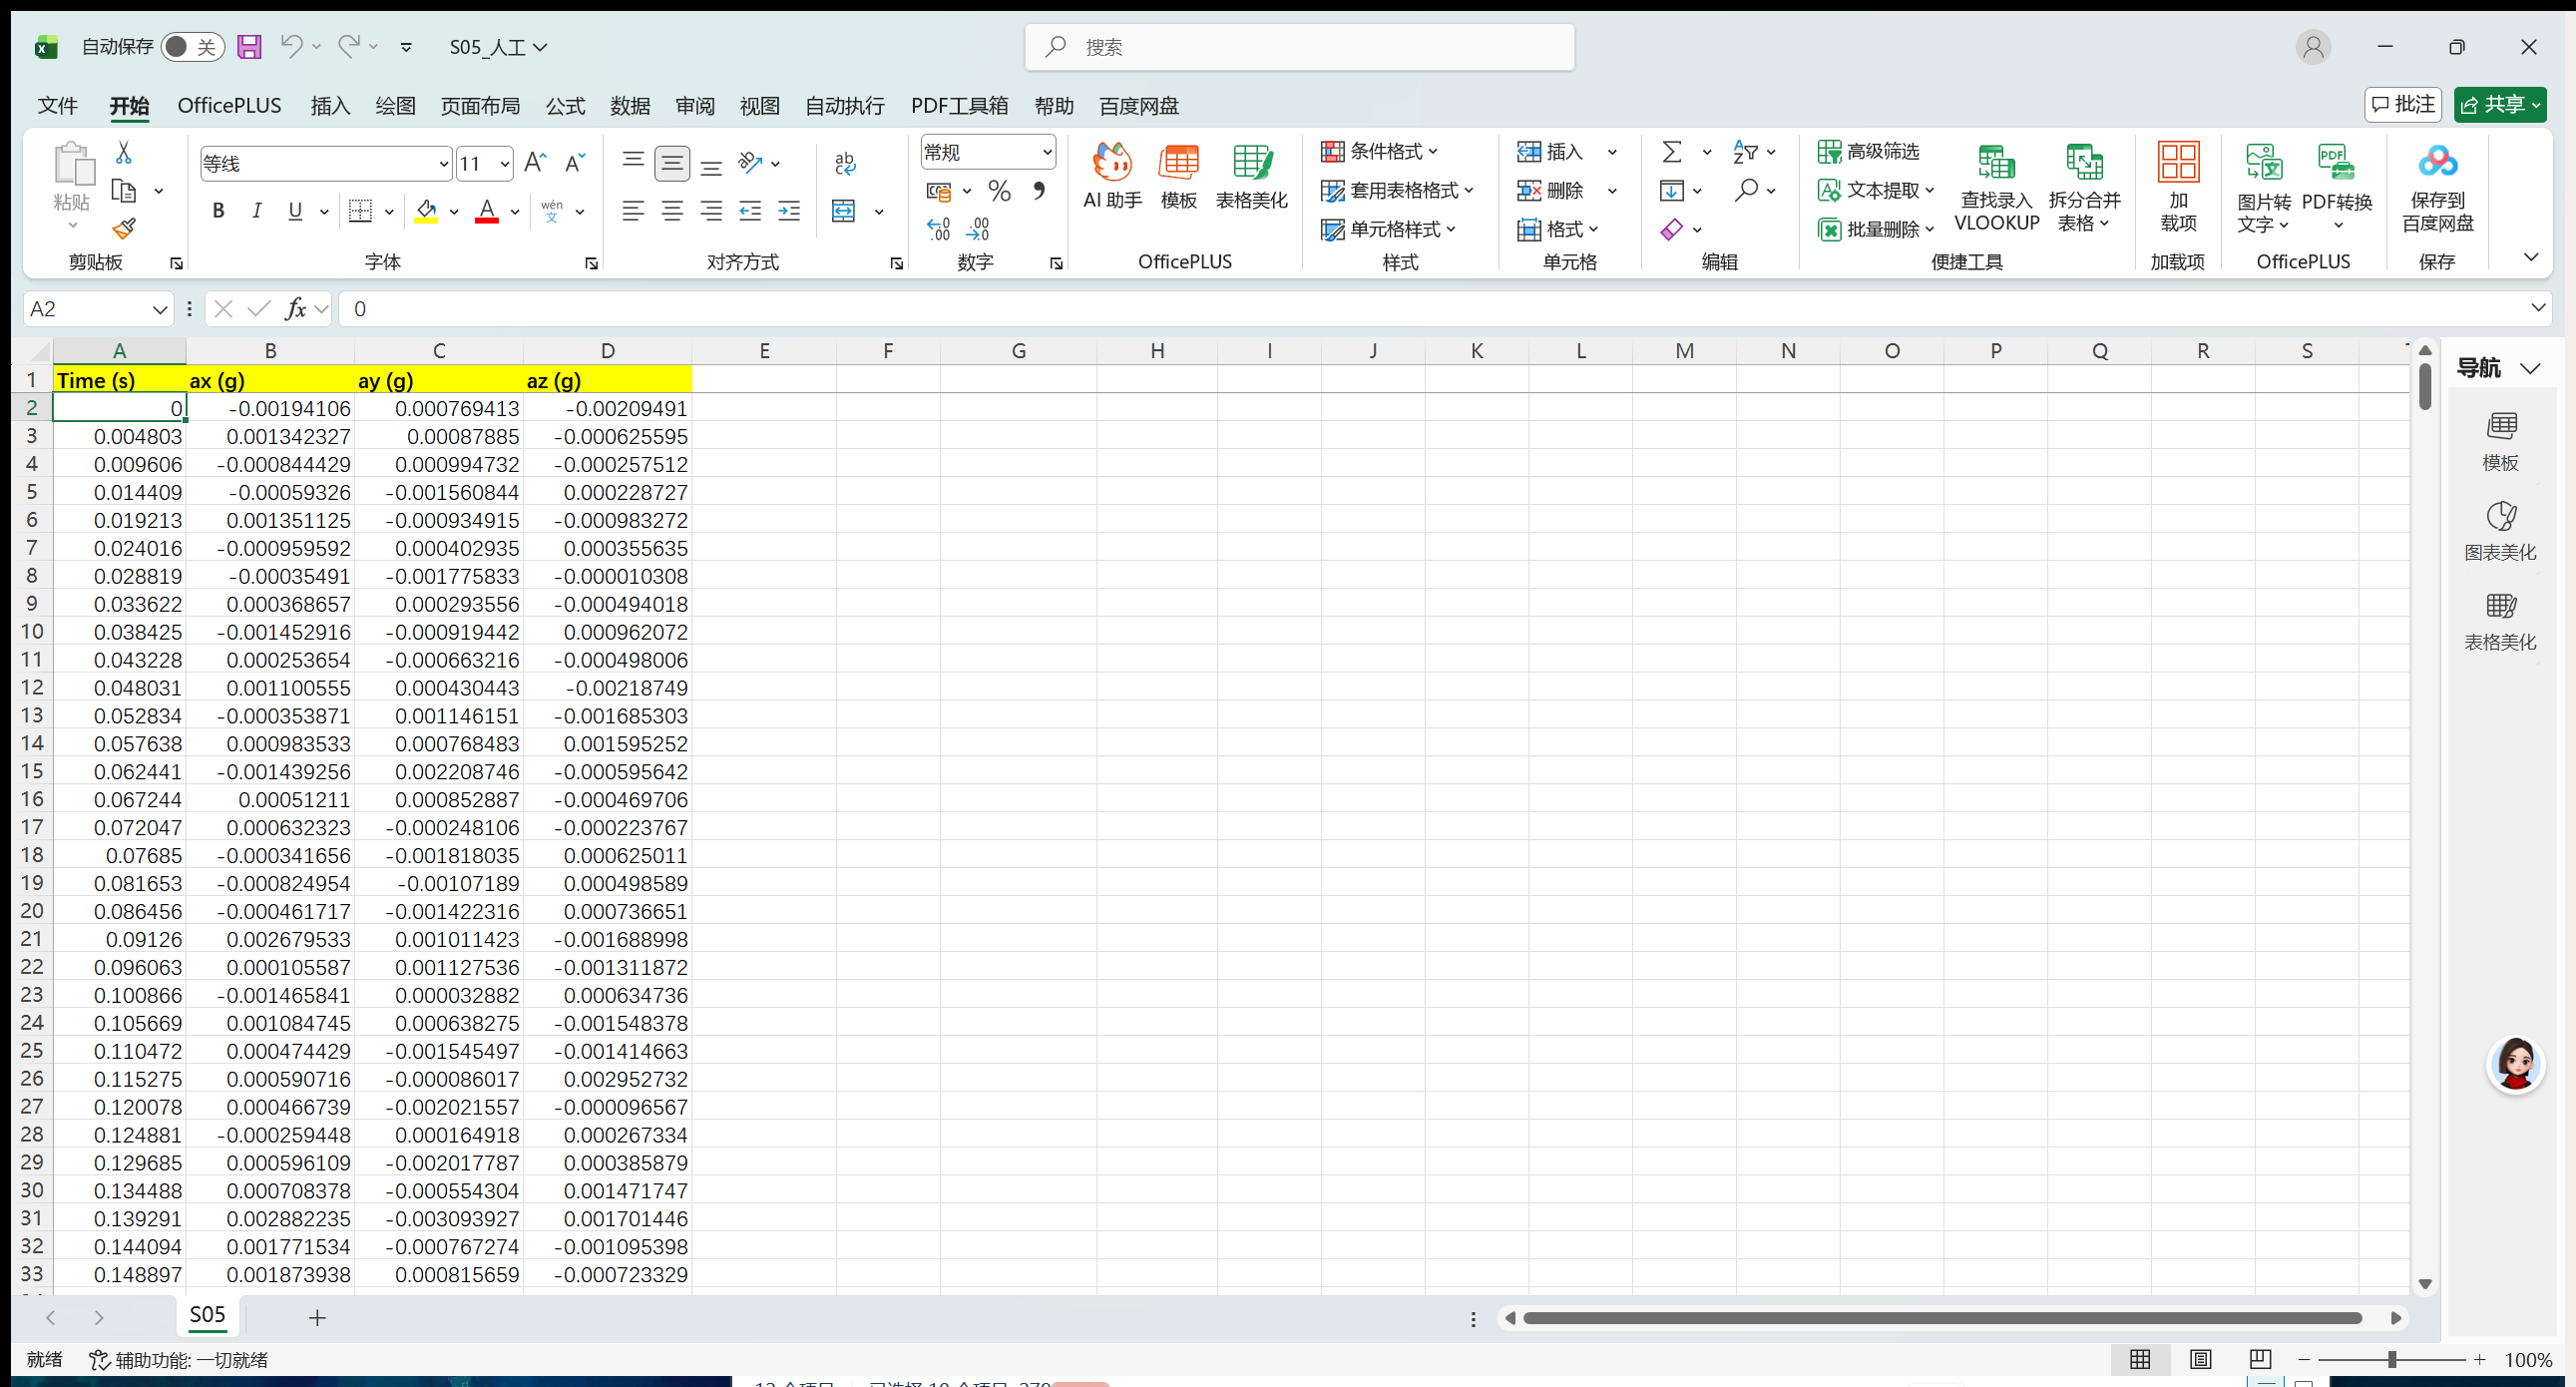 自动保存 关 S05_人工 搜索
文件 开始 OfficePLUS 插入 绘图 页面布局 公式 数据 审阅 视图 自动执行 PDF工具箱 帮助 百度网盘 批注 共享
粘贴 等线 11 B I U wén 文 ab 常规 % AI 助手 模板 表格美化 条件格式 套用表格格式 单元格样式 插入 删除 格式 高级筛选 文本提取 批量删除 查找录入 VLOOKUP 拆分合并 表格 加 载项 图片转 文字 PDF转换 保存到 百度网盘
剪贴板 字体 对齐方式 数字 OfficePLUS 样式 单元格 编辑 便捷工具 加载项 OfficePLUS 保存
A2 fx 0
A B C D E F G H I J K L M N O P Q R S
1 Time (s) ax (g) ay (g) az (g)
2 0 -0.00194106 0.000769413 -0.00209491
3 0.004803 0.001342327 0.00087885 -0.000625595
4 0.009606 -0.000844429 0.000994732 -0.000257512
5 0.014409 -0.00059326 -0.001560844 0.000228727
6 0.019213 0.001351125 -0.000934915 -0.000983272
7 0.024016 -0.000959592 0.000402935 0.000355635
8 0.028819 -0.00035491 -0.001775833 -0.000010308
9 0.033622 0.000368657 0.000293556 -0.000494018
10 0.038425 -0.001452916 -0.000919442 0.000962072
11 0.043228 0.000253654 -0.000663216 -0.000498006
12 0.048031 0.001100555 0.000430443 -0.00218749
13 0.052834 -0.000353871 0.001146151 -0.001685303
14 0.057638 0.000983533 0.000768483 0.001595252
15 0.062441 -0.001439256 0.002208746 -0.000595642
16 0.067244 0.00051211 0.000852887 -0.000469706
17 0.072047 0.000632323 -0.000248106 -0.000223767
18 0.07685 -0.000341656 -0.001818035 0.000625011
19 0.081653 -0.000824954 -0.00107189 0.000498589
20 0.086456 -0.000461717 -0.001422316 0.000736651
21 0.09126 0.002679533 0.001011423 -0.001688998
22 0.096063 0.000105587 0.001127536 -0.001311872
23 0.100866 -0.001465841 0.000032882 0.000634736
24 0.105669 0.001084745 0.000638275 -0.001548378
25 0.110472 0.000474429 -0.001545497 -0.001414663
26 0.115275 0.000590716 -0.000086017 0.002952732
27 0.120078 0.000466739 -0.002021557 -0.000096567
28 0.124881 -0.000259448 0.000164918 0.000267334
29 0.129685 0.000596109 -0.002017787 0.000385879
30 0.134488 0.000708378 -0.000554304 0.001471747
31 0.139291 0.002882235 -0.003093927 0.001701446
32 0.144094 0.001771534 -0.000767274 -0.001095398
33 0.148897 0.001873938 0.000815659 -0.000723329
导航
模板
图表美化
表格美化
S05
就绪 辅助功能: 一切就绪 100%